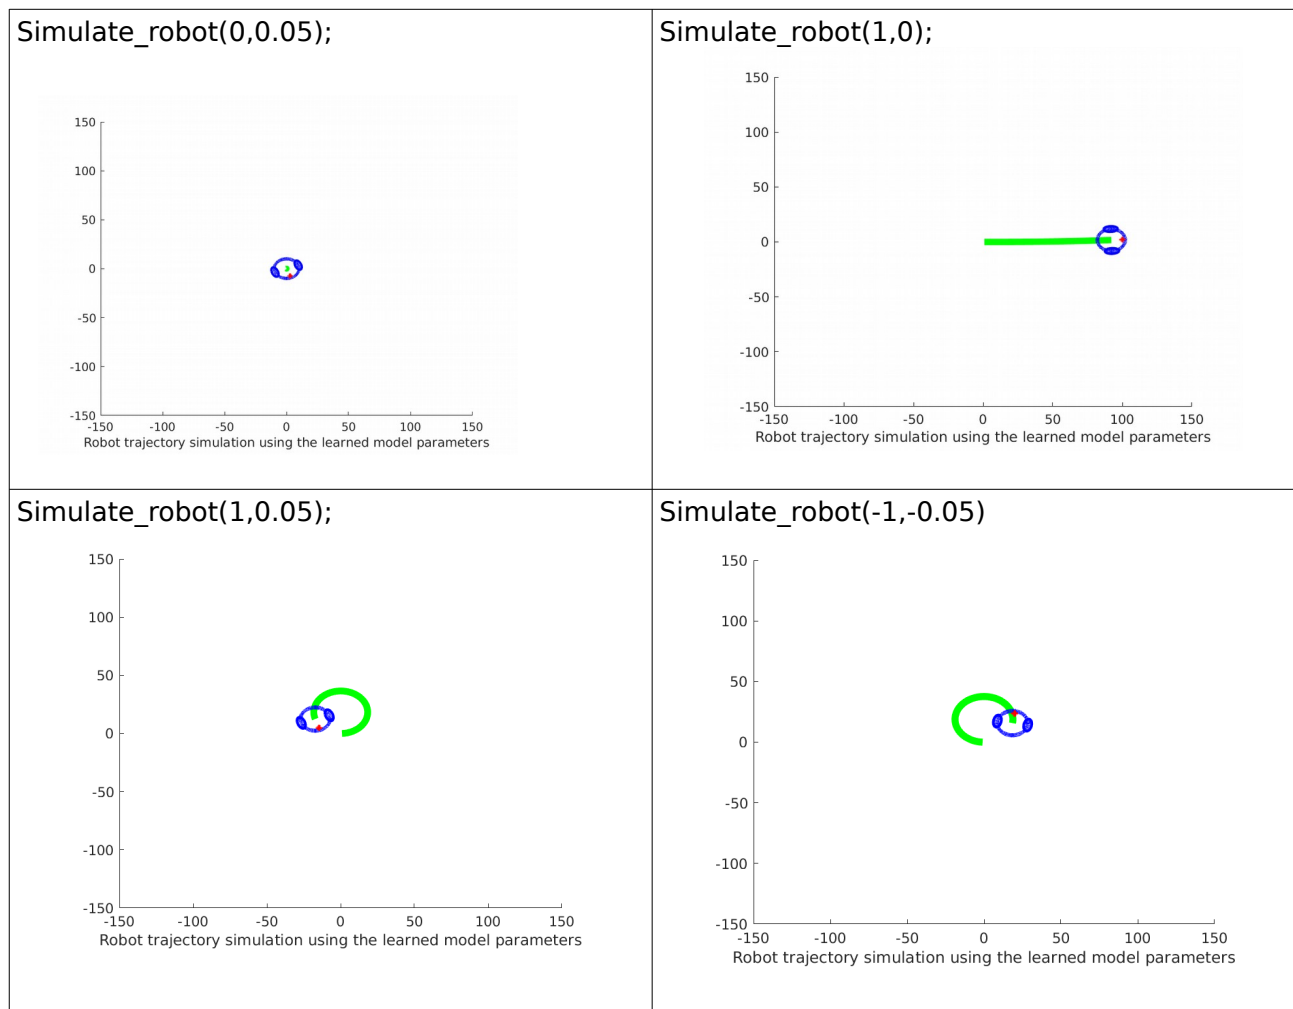 Simulate_robot(0,0.05);
150
100
50
0
-50
-100
-150
-150 -100 -50 0 50 100 150
Robot trajectory simulation using the learned model parameters
Simulate_robot(1,0);
150
100
50
0
-50
-100
-150
-150 -100 -50 0 50 100 150
Robot trajectory simulation using the learned model parameters
Simulate_robot(1,0.05);
150
100
50
0
-50
-100
-150
-150 -100 -50 0 50 100 150
Robot trajectory simulation using the learned model parameters
Simulate_robot(-1,-0.05)
150
100
50
0
-50
-100
-150
-150 -100 -50 0 50 100 150
Robot trajectory simulation using the learned model parameters